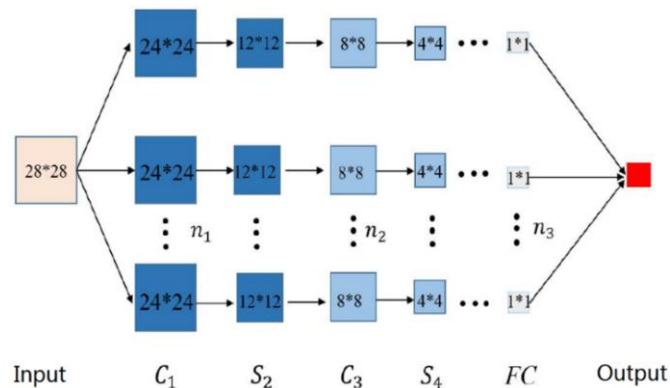 24*24 12*12 8*8 4*4 1*1
28*28 24*24 12*12 8*8 4*4 1*1
n₁ n₂ n₃
24*24 12*12 8*8 4*4 1*1
Input C₁ S₂ C₃ S₄ FC Output